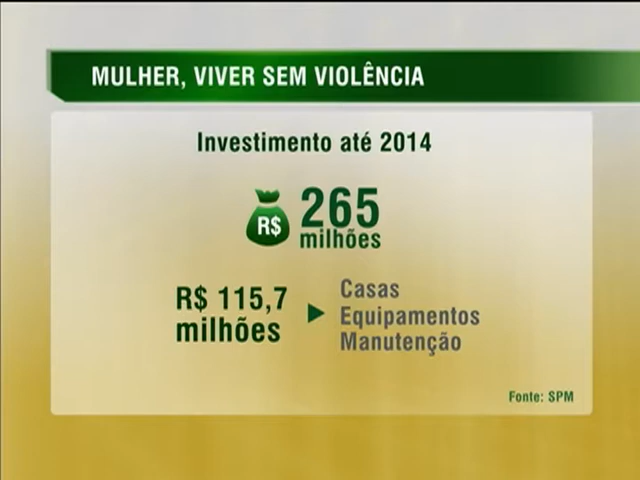 MULHER, VIVER SEM VIOLÊNCIA
Investimento até 2014
R$ 265
milhões
R$ 115,7
milhões
Casas
Equipamentos
Manutenção
Fonte: SPM